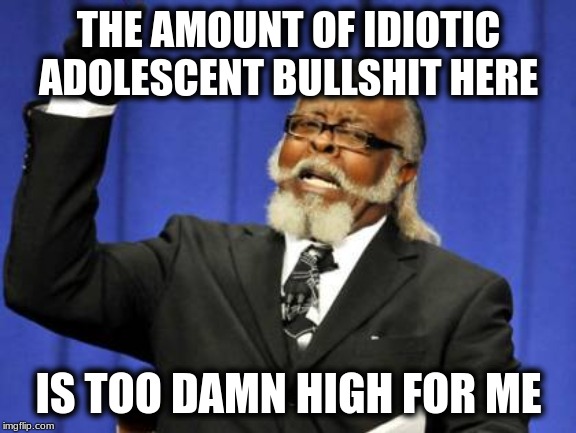 THE AMOUNT OF IDIOTIC
ADOLESCENT BULLSHIT HERE
IS TOO DAMN HIGH FOR ME
imgflip.com